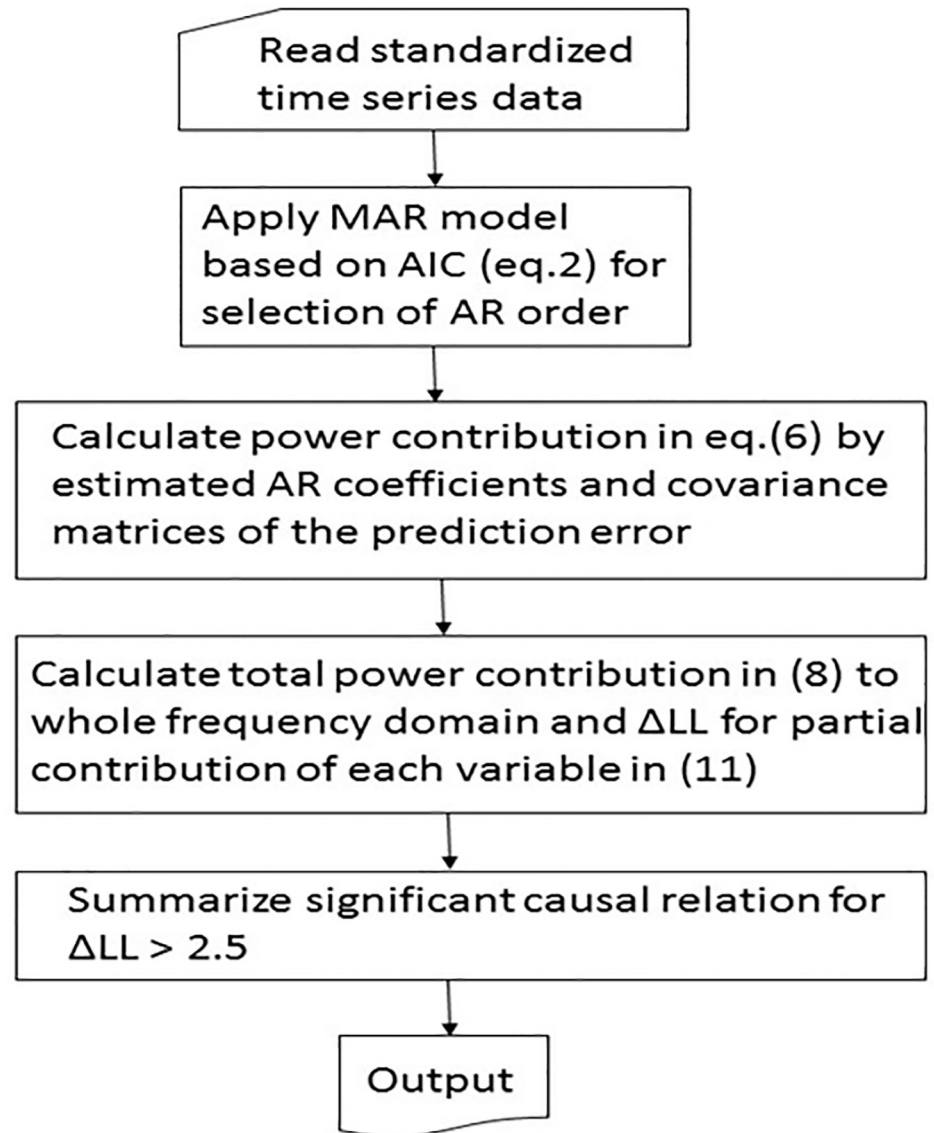 Read standardized
time series data
Apply MAR model
based on AIC (eq.2) for
selection of AR order
Calculate power contribution in eq.(6) by
estimated AR coefficients and covariance
matrices of the prediction error
Calculate total power contribution in (8) to
whole frequency domain and ΔLL for partial
contribution of each variable in (11)
Summarize significant causal relation for
ΔLL > 2.5
Output